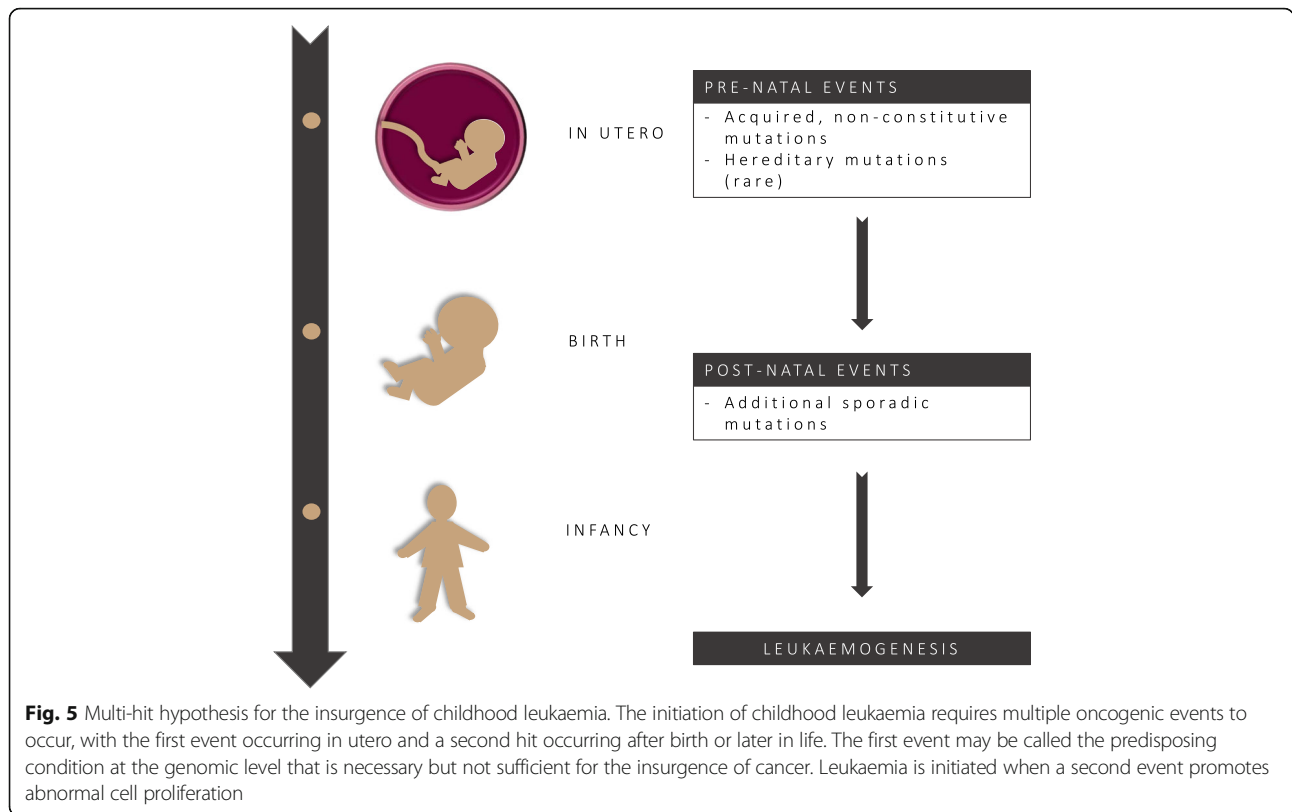 IN UTERO
PRE-NATAL EVENTS
- Acquired, non-constitutive
mutations
- Hereditary mutations
(rare)
BIRTH
POST-NATAL EVENTS
- Additional sporadic
mutations
INFANCY
LEUKAEMOGENESIS
Fig. 5 Multi-hit hypothesis for the insurgence of childhood leukaemia. The initiation of childhood leukaemia requires multiple oncogenic events to
occur, with the first event occurring in utero and a second hit occurring after birth or later in life. The first event may be called the predisposing
condition at the genomic level that is necessary but not sufficient for the insurgence of cancer. Leukaemia is initiated when a second event promotes
abnormal cell proliferation